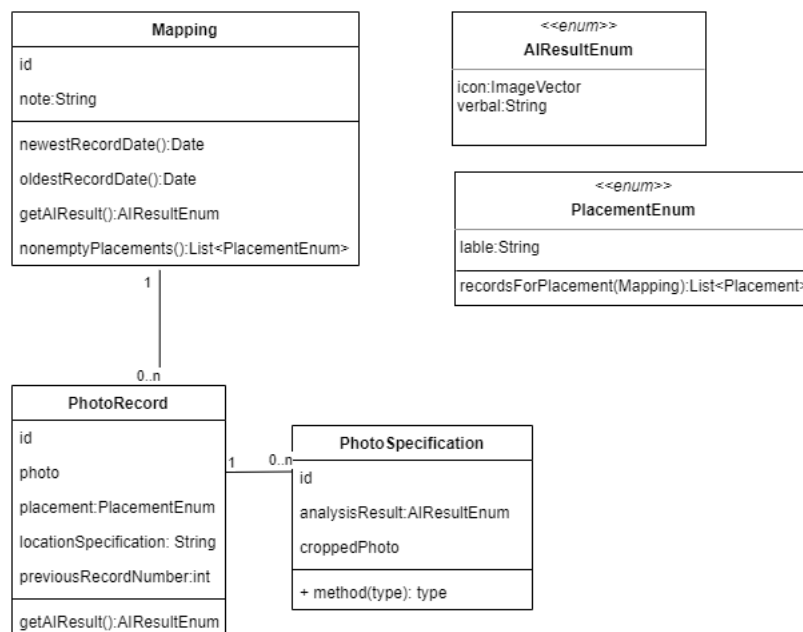 Mapping
id
note:String
newestRecordDate():Date
oldestRecordDate():Date
getAIResult():AIResultEnum
nonemptyPlacements():List<PlacementEnum>
<<enum>>
AIResultEnum
icon:ImageVector
verbal:String
<<enum>>
PlacementEnum
lable:String
recordsForPlacement(Mapping):List<Placement>
1
0..n
PhotoRecord
id
photo
placement:PlacementEnum
locationSpecification: String
previousRecordNumber:int
getAIResult():AIResultEnum
1
0..n
PhotoSpecification
id
analysisResult:AIResultEnum
croppedPhoto
+ method(type): type